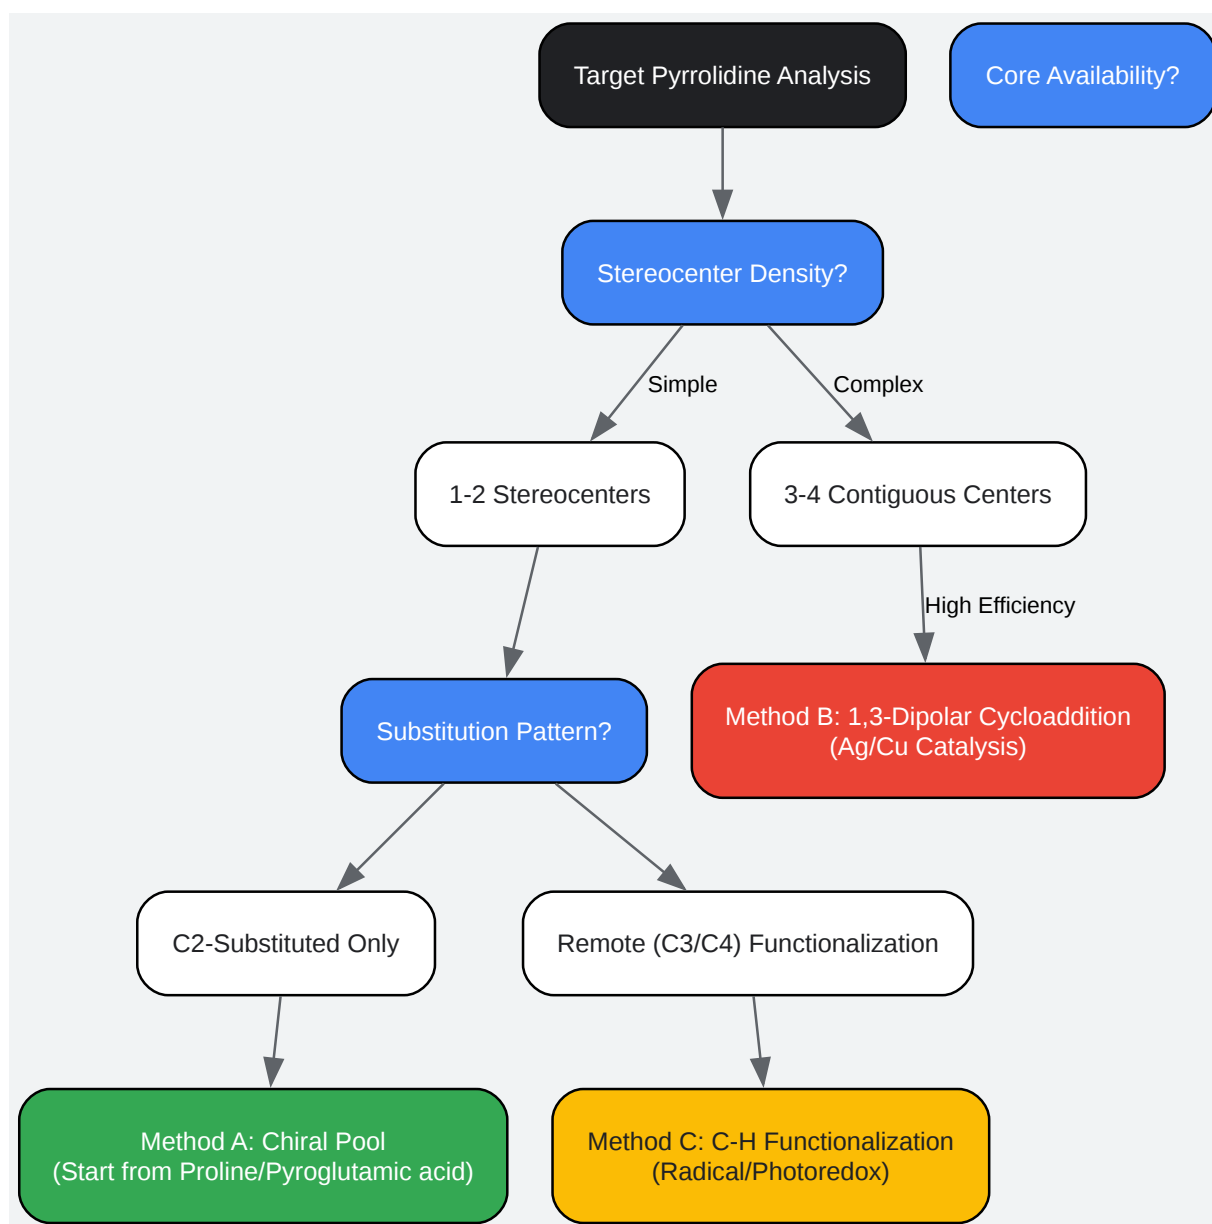 Target Pyrrolidine Analysis
Core Availability?
Stereocenter Density?
Simple
Complex
1-2 Stereocenters
3-4 Contiguous Centers
High Efficiency
Substitution Pattern?
Method B: 1,3-Dipolar Cycloaddition
(Ag/Cu Catalysis)
C2-Substituted Only
Remote (C3/C4) Functionalization
Method A: Chiral Pool
(Start from Proline/Pyroglutamic acid)
Method C: C-H Functionalization
(Radical/Photoredox)